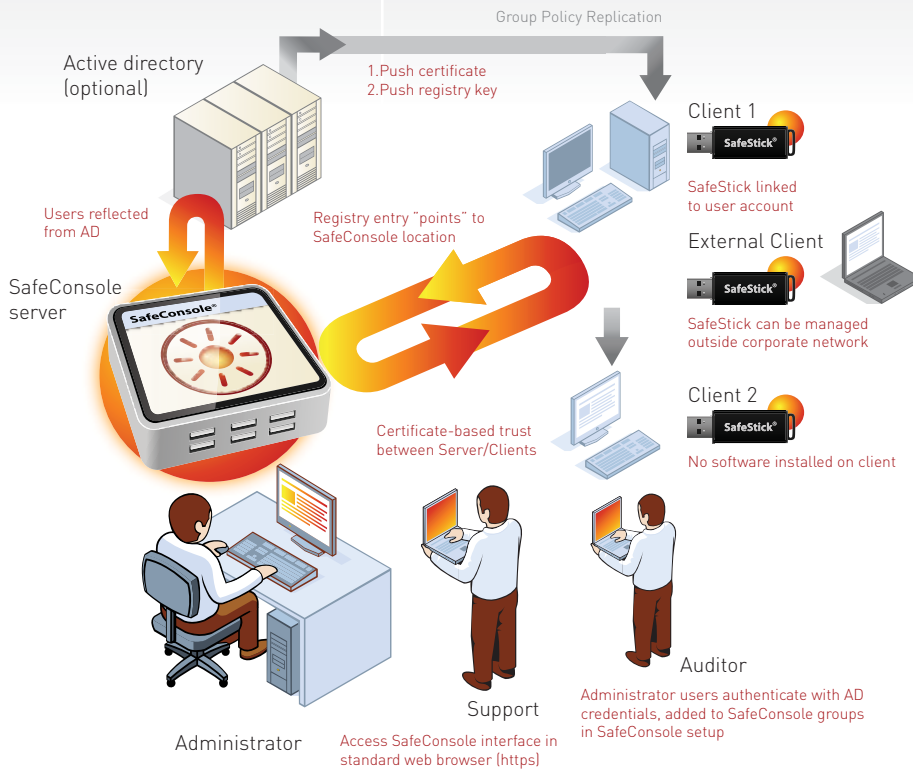 Group Policy Replication
Active directory
(optional)
1.Push certificate
2.Push registry key
Client 1
SafeStick®
SafeStick linked
to user account
Users reflected
from AD
Registry entry "points" to
SafeConsole location
External Client
SafeStick®
SafeStick can be managed
outside corporate network
SafeConsole
server
SafeConsole®
Client 2
SafeStick®
No software installed on client
Certificate-based trust
between Server/Clients
Auditor
Administrator users authenticate with AD
credentials, added to SafeConsole groups
in SafeConsole setup
Support
Access SafeConsole interface in
standard web browser (https)
Administrator